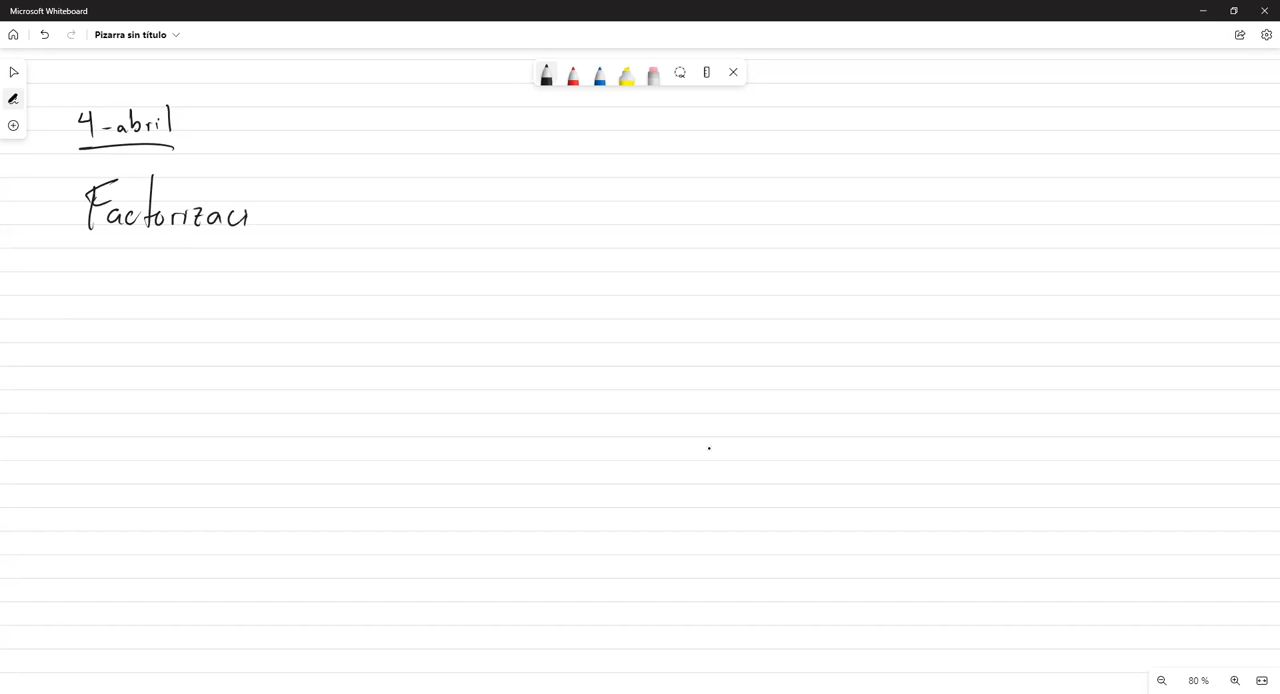 Microsoft Whiteboard
Pizarra sin título
4-abril
Factorizaci
80 %